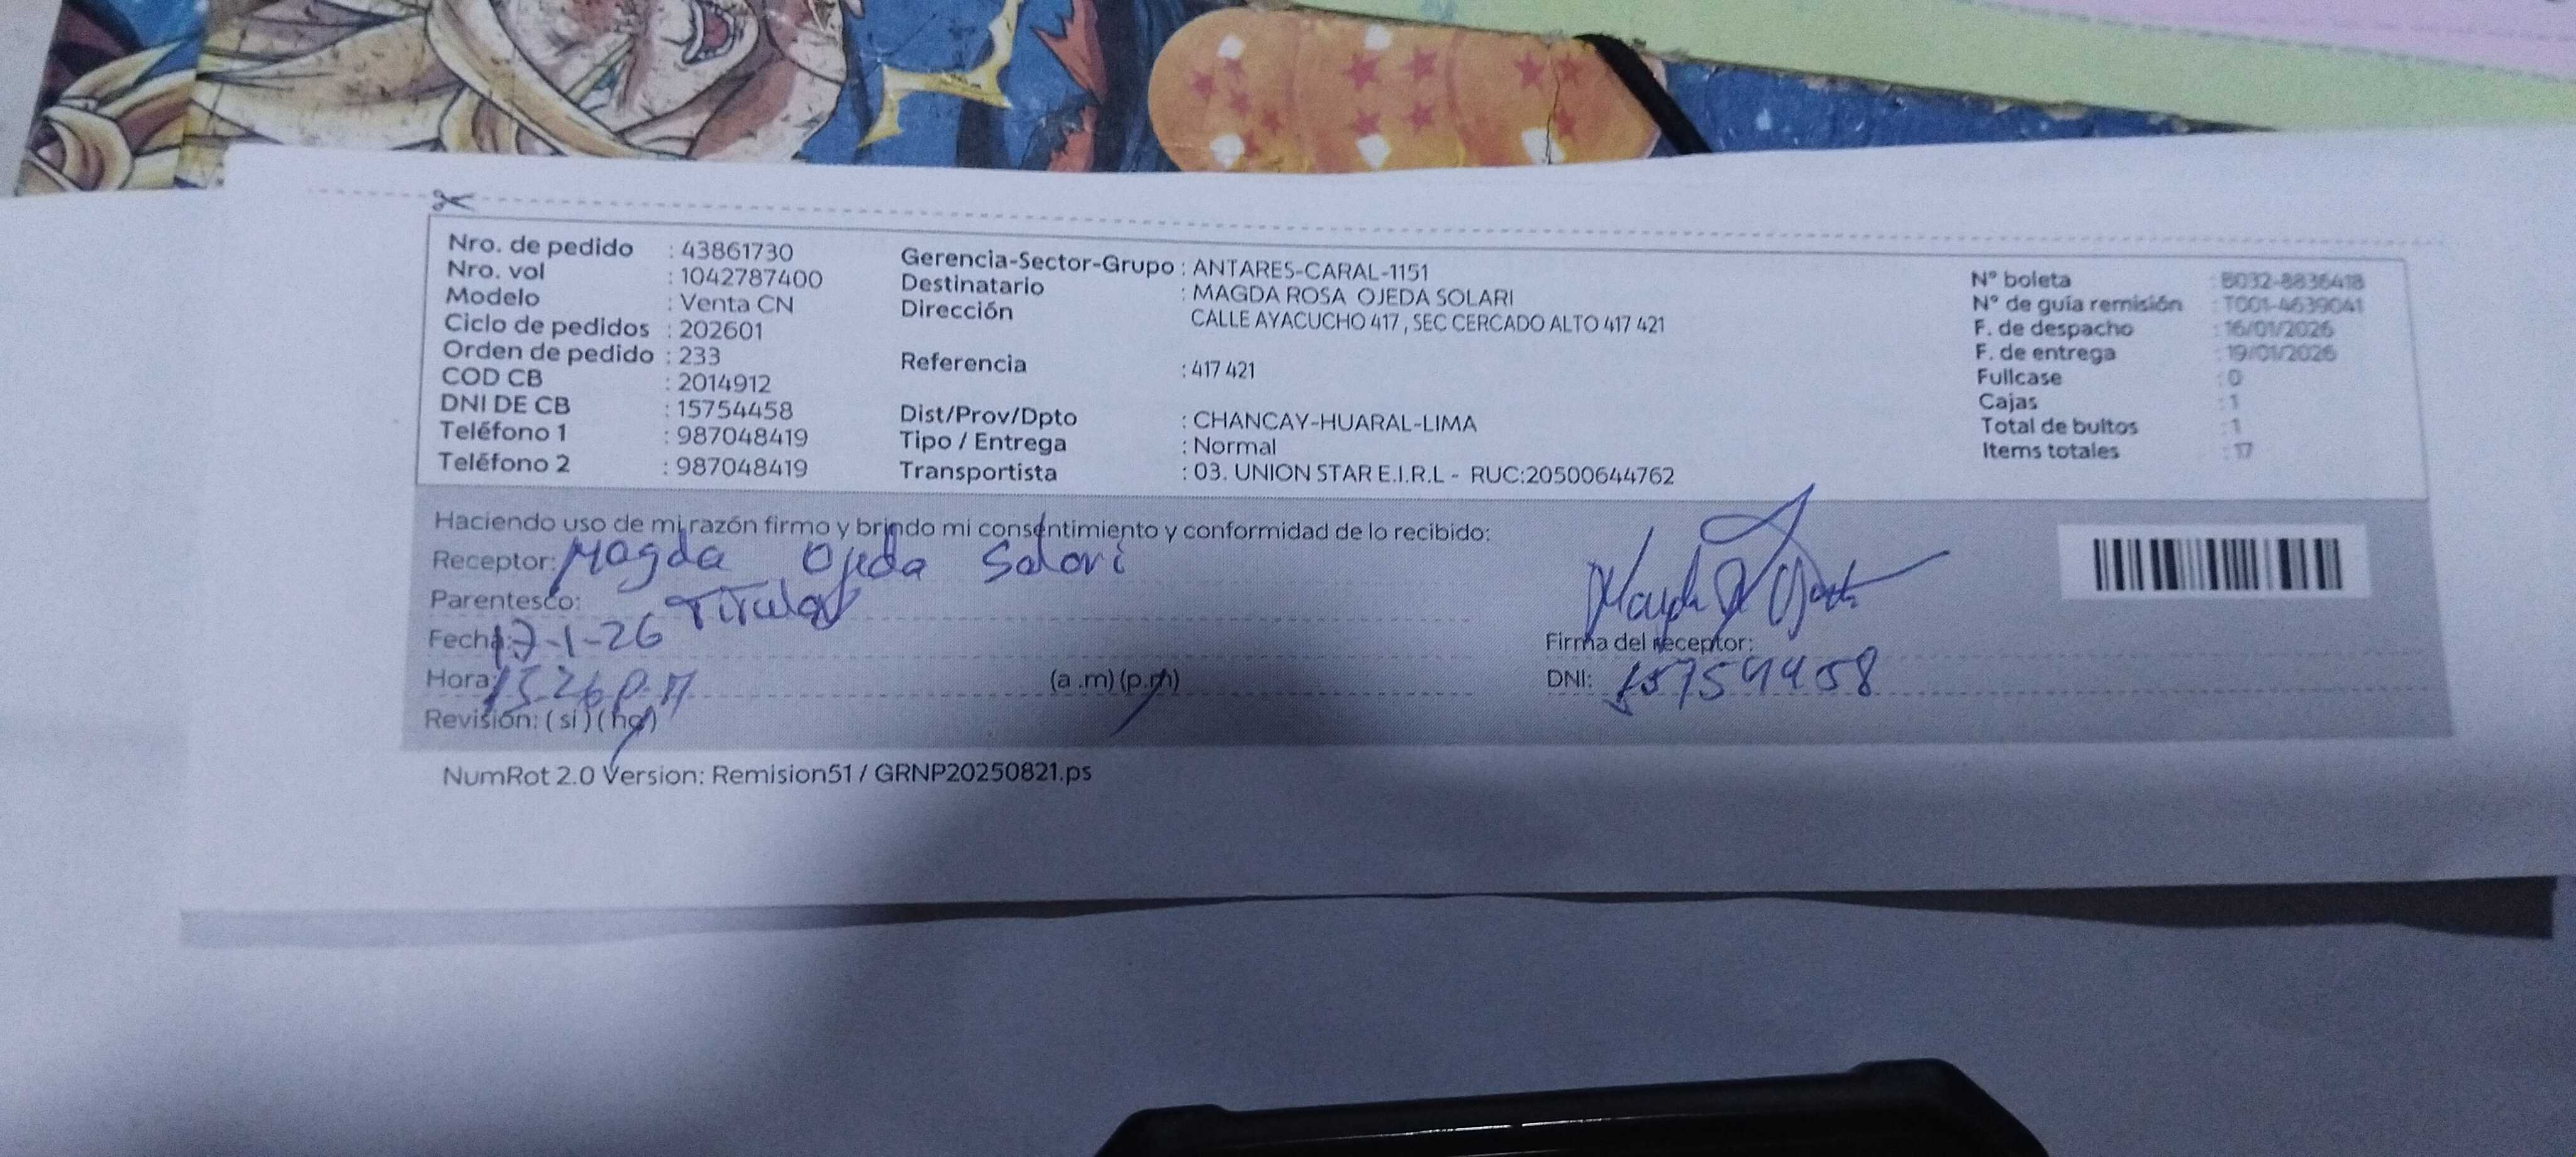 Nro. de pedido : 43861730
Nro. vol : 1042787400
Modelo : Venta CN
Ciclo de pedidos : 202601
Orden de pedido : 233
COD CB : 2014912
DNI DE CB : 15754458
Teléfono 1 : 987048419
Teléfono 2 : 987048419
Gerencia-Sector-Grupo : ANTARES-CARAL-1151
Destinatario : MAGDA ROSA OJEDA SOLARI
Dirección CALLE AYACUCHO 417 , SEC CERCADO ALTO 417 421
Referencia : 417 421
Dist/Prov/Dpto : CHANCAY-HUARAL-LIMA
Tipo / Entrega : Normal
Transportista : 03. UNION STAR E.I.R.L - RUC:20500644762
N° boleta : B032-8836418
N° de guía remisión : T001-4639041
F. de despacho : 16/01/2026
F. de entrega : 19/01/2026
Fullcase : 0
Cajas : 1
Total de bultos : 1
Items totales : 17
Haciendo uso de mi razón firmo y brindo mi consentimiento y conformidad de lo recibido:
Receptor: Magda Ojeda Solari
Parentesco: Titular
Fecha: 17-1-26
Hora: 15:26 P.M (a .m) (p.m)
Revisión: ( si ) ( no )
Firma del receptor:
DNI: 15754458
NumRot 2.0 Version: Remision51 / GRNP20250821.ps